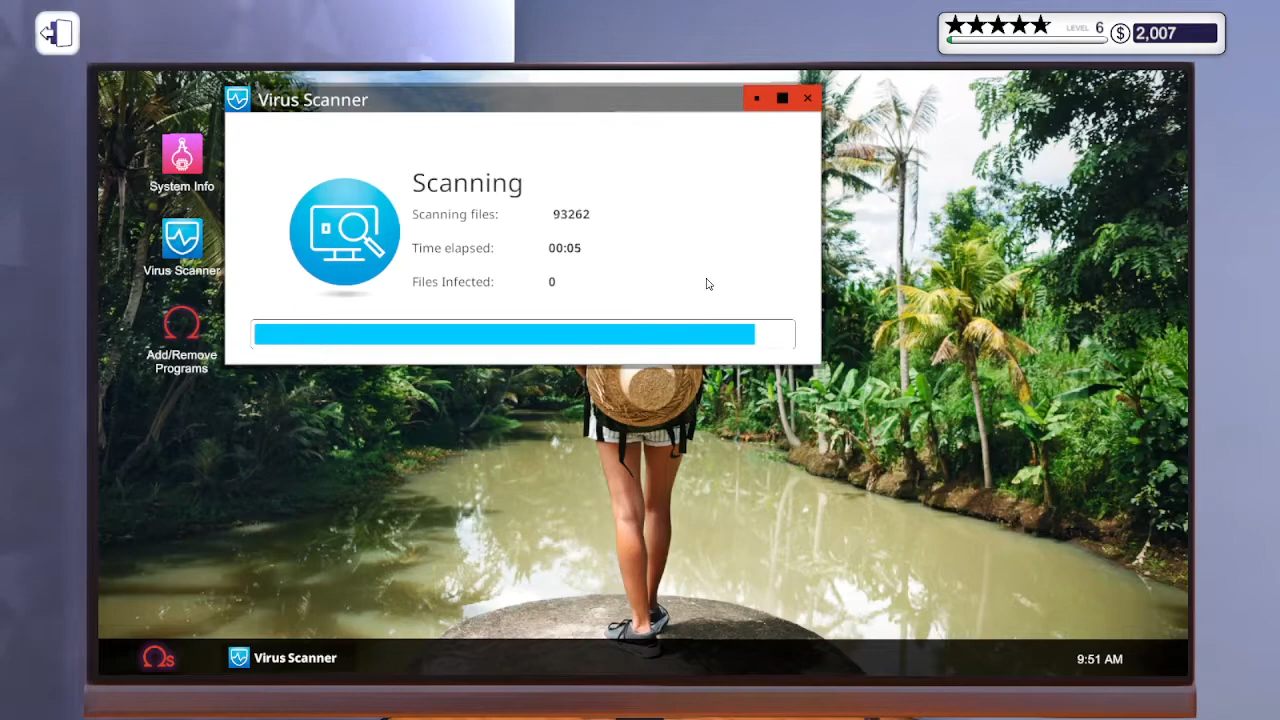 LEVEL 6
$ 2,007
Virus Scanner
System Info
Virus Scanner
Add/Remove
Programs
Scanning
Scanning files: 93262
Time elapsed: 00:05
Files Infected: 0
Ωs
Virus Scanner
9:51 AM